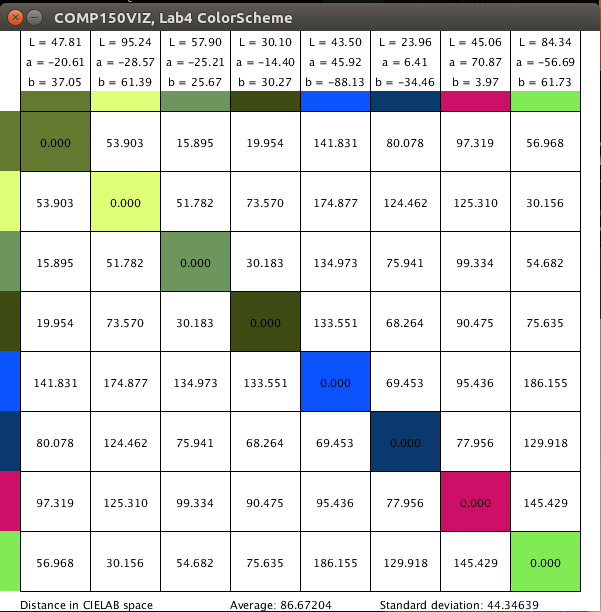 COMP150VIZ, Lab4 ColorScheme
L = 47.81 L = 95.24 L = 57.90 L = 30.10 L = 43.50 L = 23.96 L = 45.06 L = 84.34
a = −20.61 a = −28.57 a = −25.21 a = −14.40 a = 45.92 a = 6.41 a = 70.87 a = −56.69
b = 37.05 b = 61.39 b = 25.67 b = 30.27 b = −88.13 b = −34.46 b = 3.97 b = 61.73
0.000 53.903 15.895 19.954 141.831 80.078 97.319 56.968
53.903 0.000 51.782 73.570 174.877 124.462 125.310 30.156
15.895 51.782 0.000 30.183 134.973 75.941 99.334 54.682
19.954 73.570 30.183 0.000 133.551 68.264 90.475 75.635
141.831 174.877 134.973 133.551 0.000 69.453 95.436 186.155
80.078 124.462 75.941 68.264 69.453 0.000 77.956 129.918
97.319 125.310 99.334 90.475 95.436 77.956 0.000 145.429
56.968 30.156 54.682 75.635 186.155 129.918 145.429 0.000
Distance in CIELAB space Average: 86.67204 Standard deviation: 44.34639